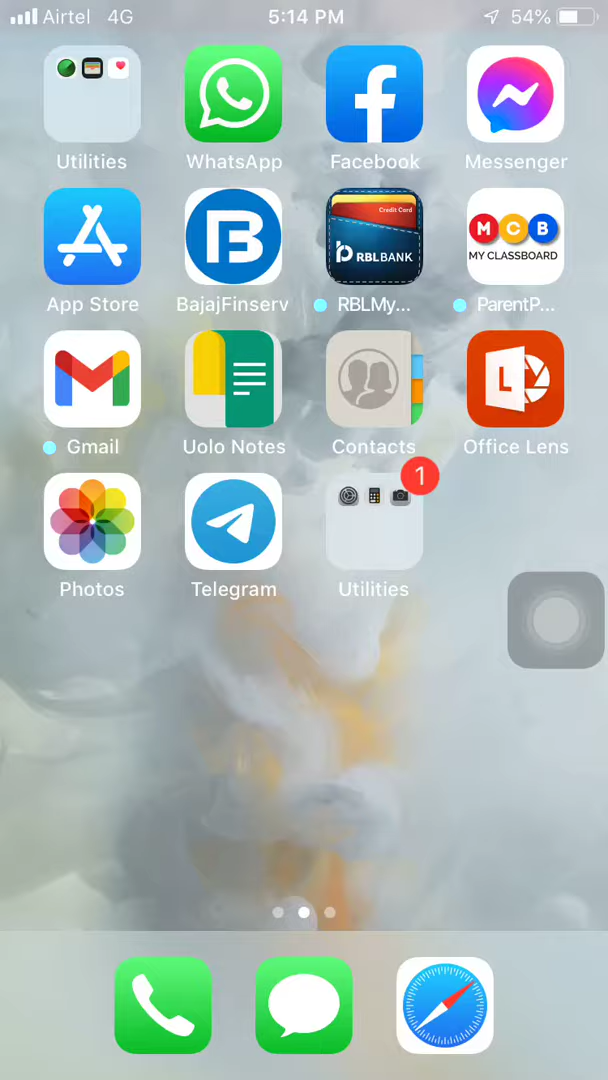 Airtel 4G 5:14 PM 54%
Utilities WhatsApp Facebook Messenger
Credit Card
RBLBANK
M C B
MY CLASSBOARD
App Store BajajFinserv RBLMy... ParentP...
L
Gmail Uolo Notes Contacts Office Lens
1
Photos Telegram Utilities